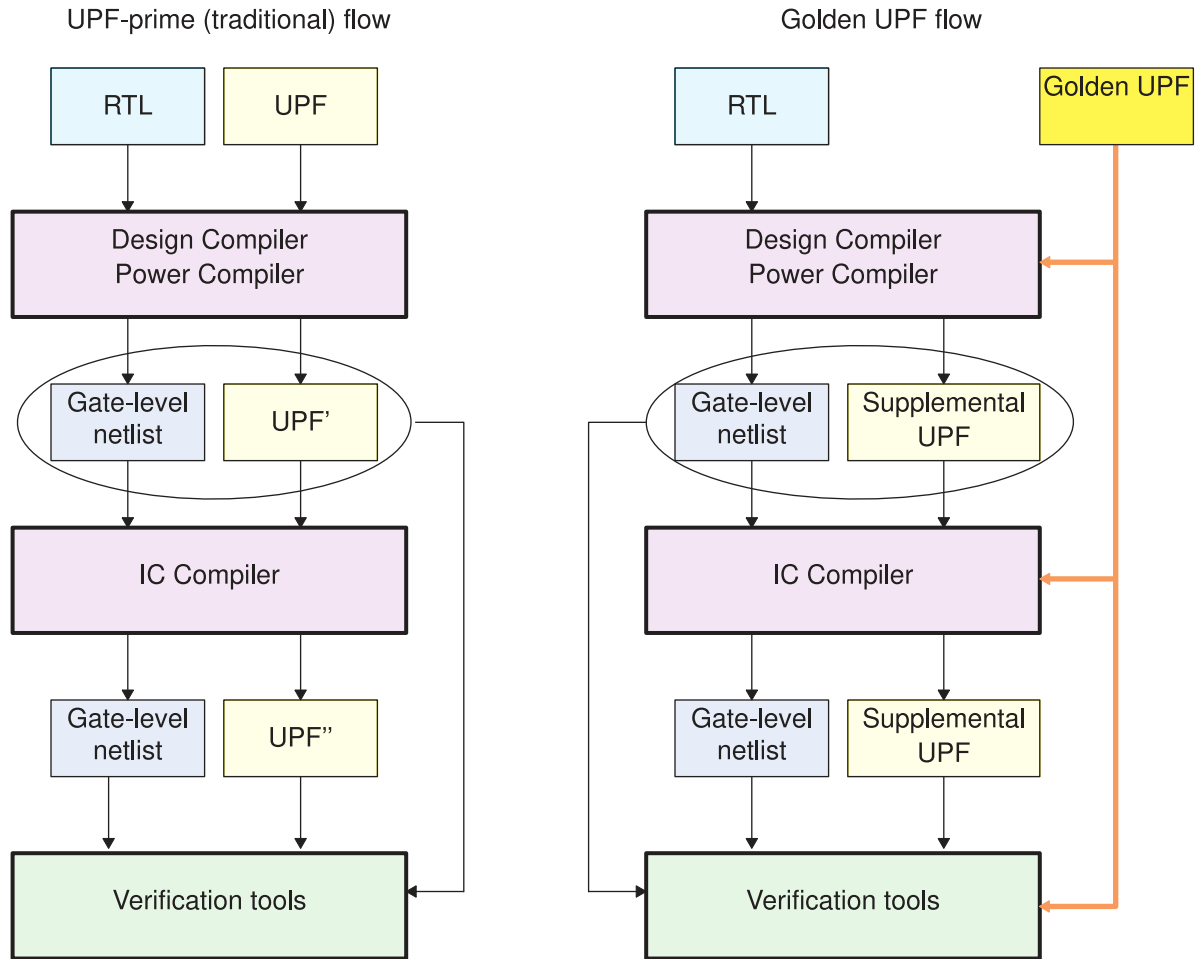 UPF-prime (traditional) flow
RTL
UPF
Design Compiler
Power Compiler
Gate-level
netlist
UPF’
IC Compiler
Gate-level
netlist
UPF’’
Verification tools
Golden UPF flow
RTL
Golden UPF
Design Compiler
Power Compiler
Gate-level
netlist
Supplemental
UPF
IC Compiler
Gate-level
netlist
Supplemental
UPF
Verification tools